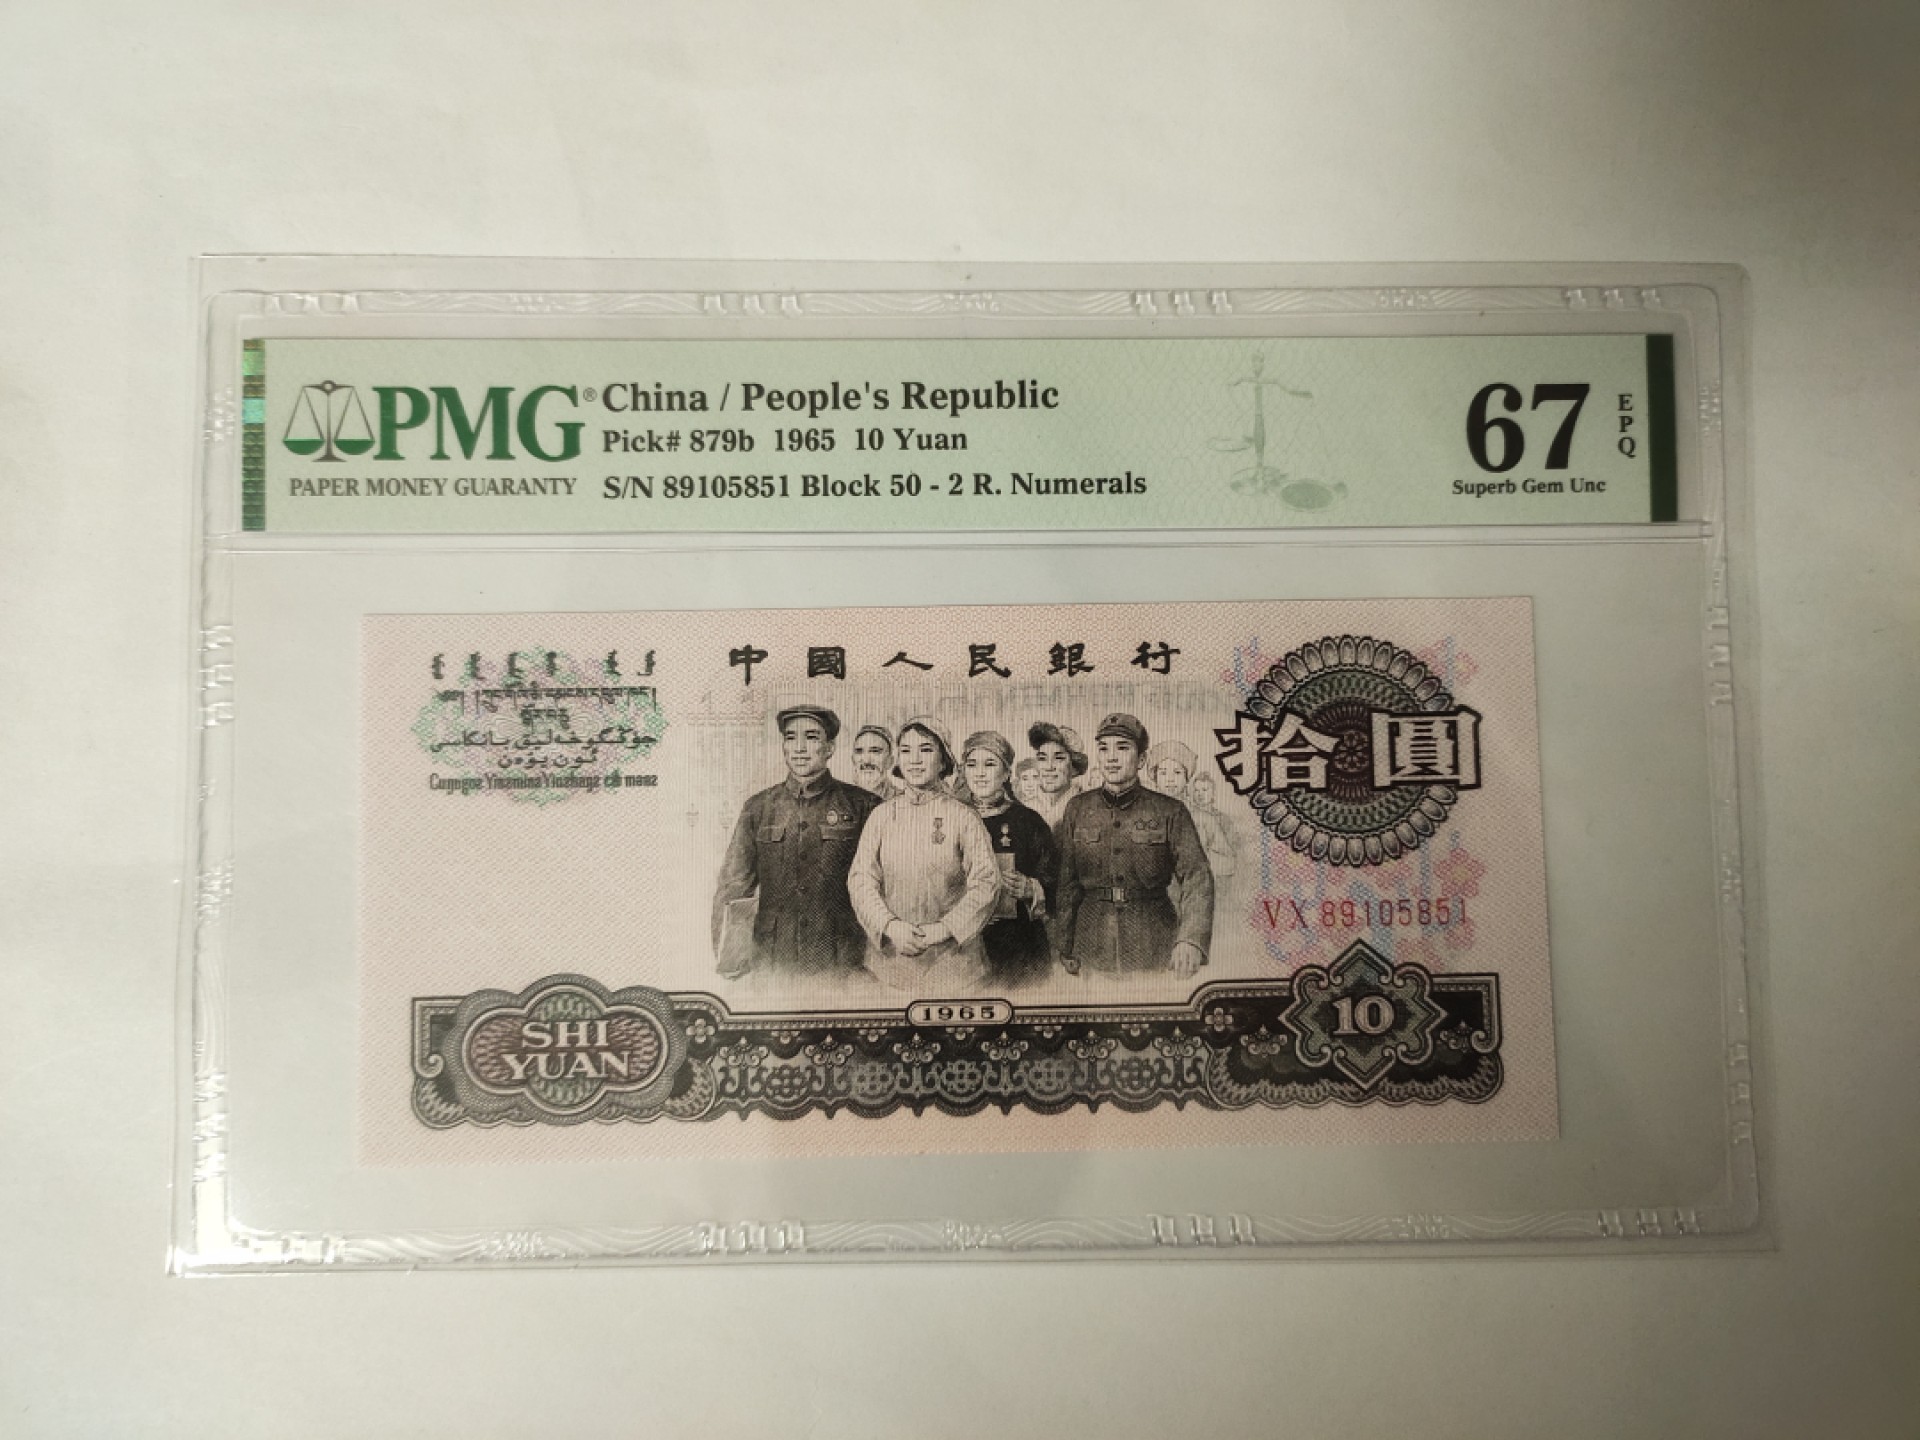 PMG® China / People's Republic
Pick# 879b 1965 10 Yuan
PAPER MONEY GUARANTY S/N 89105851 Block 50 - 2 R. Numerals
67 EPQ
Superb Gem Unc
中國人民銀行
拾圓
VX 89105851
1965
SHI
YUAN
10